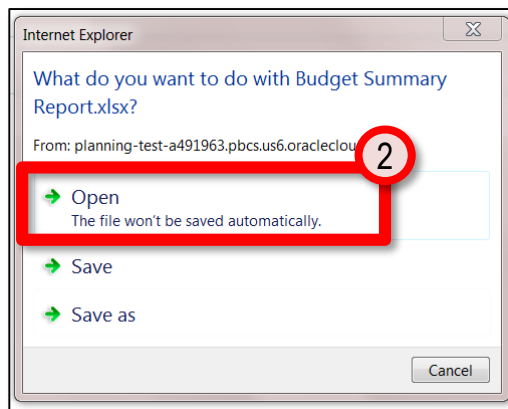 Internet Explorer
What do you want to do with Budget Summary
Report.xlsx?
From: planning-test-a491963.pbcs.us6.oracleclou
2
Open
The file won't be saved automatically.
Save
Save as
Cancel